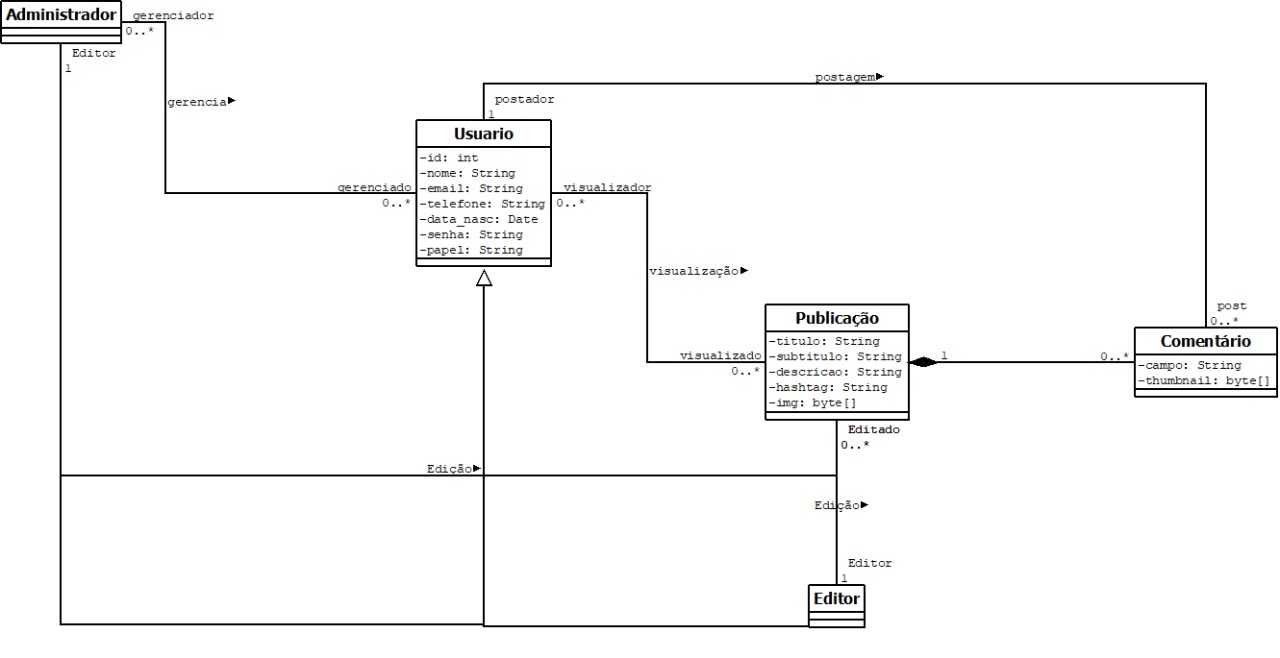 Administrador
gerenciador
0..*
Editor
1
gerencia
postagem
postador
1
Usuario
-id: int
-nome: String
-email: String
-telefone: String
-data_nasc: Date
-senha: String
-papel: String
gerenciado
0..*
visualizador
0..*
visualização
visualizado
0..*
Publicação
-titulo: String
-subtitulo: String
-descricao: String
-hashtag: String
-img: byte[]
1
0..*
post
0..*
Comentário
-campo: String
-thumbnail: byte[]
Editado
0..*
Edição
Edição
Editor
1
Editor